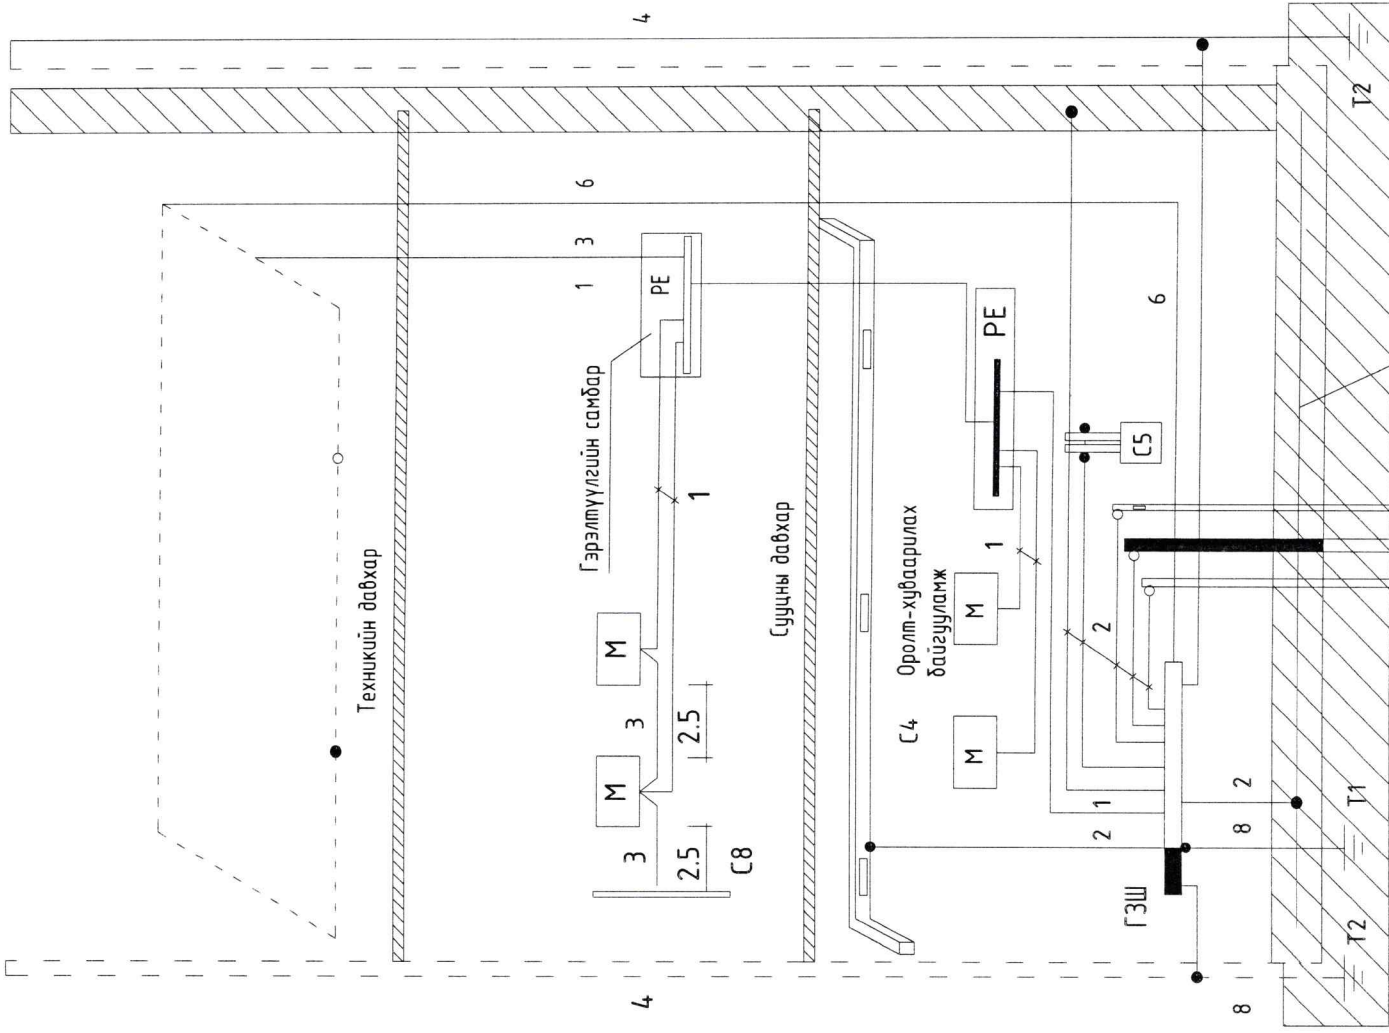 4
4
Техникийн давхар
6
3
1
PE
Гэрэлтүүлгийн самбар
1
M
3
2.5
M
3
2.5
C8
Сууцны давхар
PE
Оролт-хуваарилах
байгууламж
1
M
C4
M
C5
6
2
1
2
2
8
ГЗШ
8
T2
T1
T2